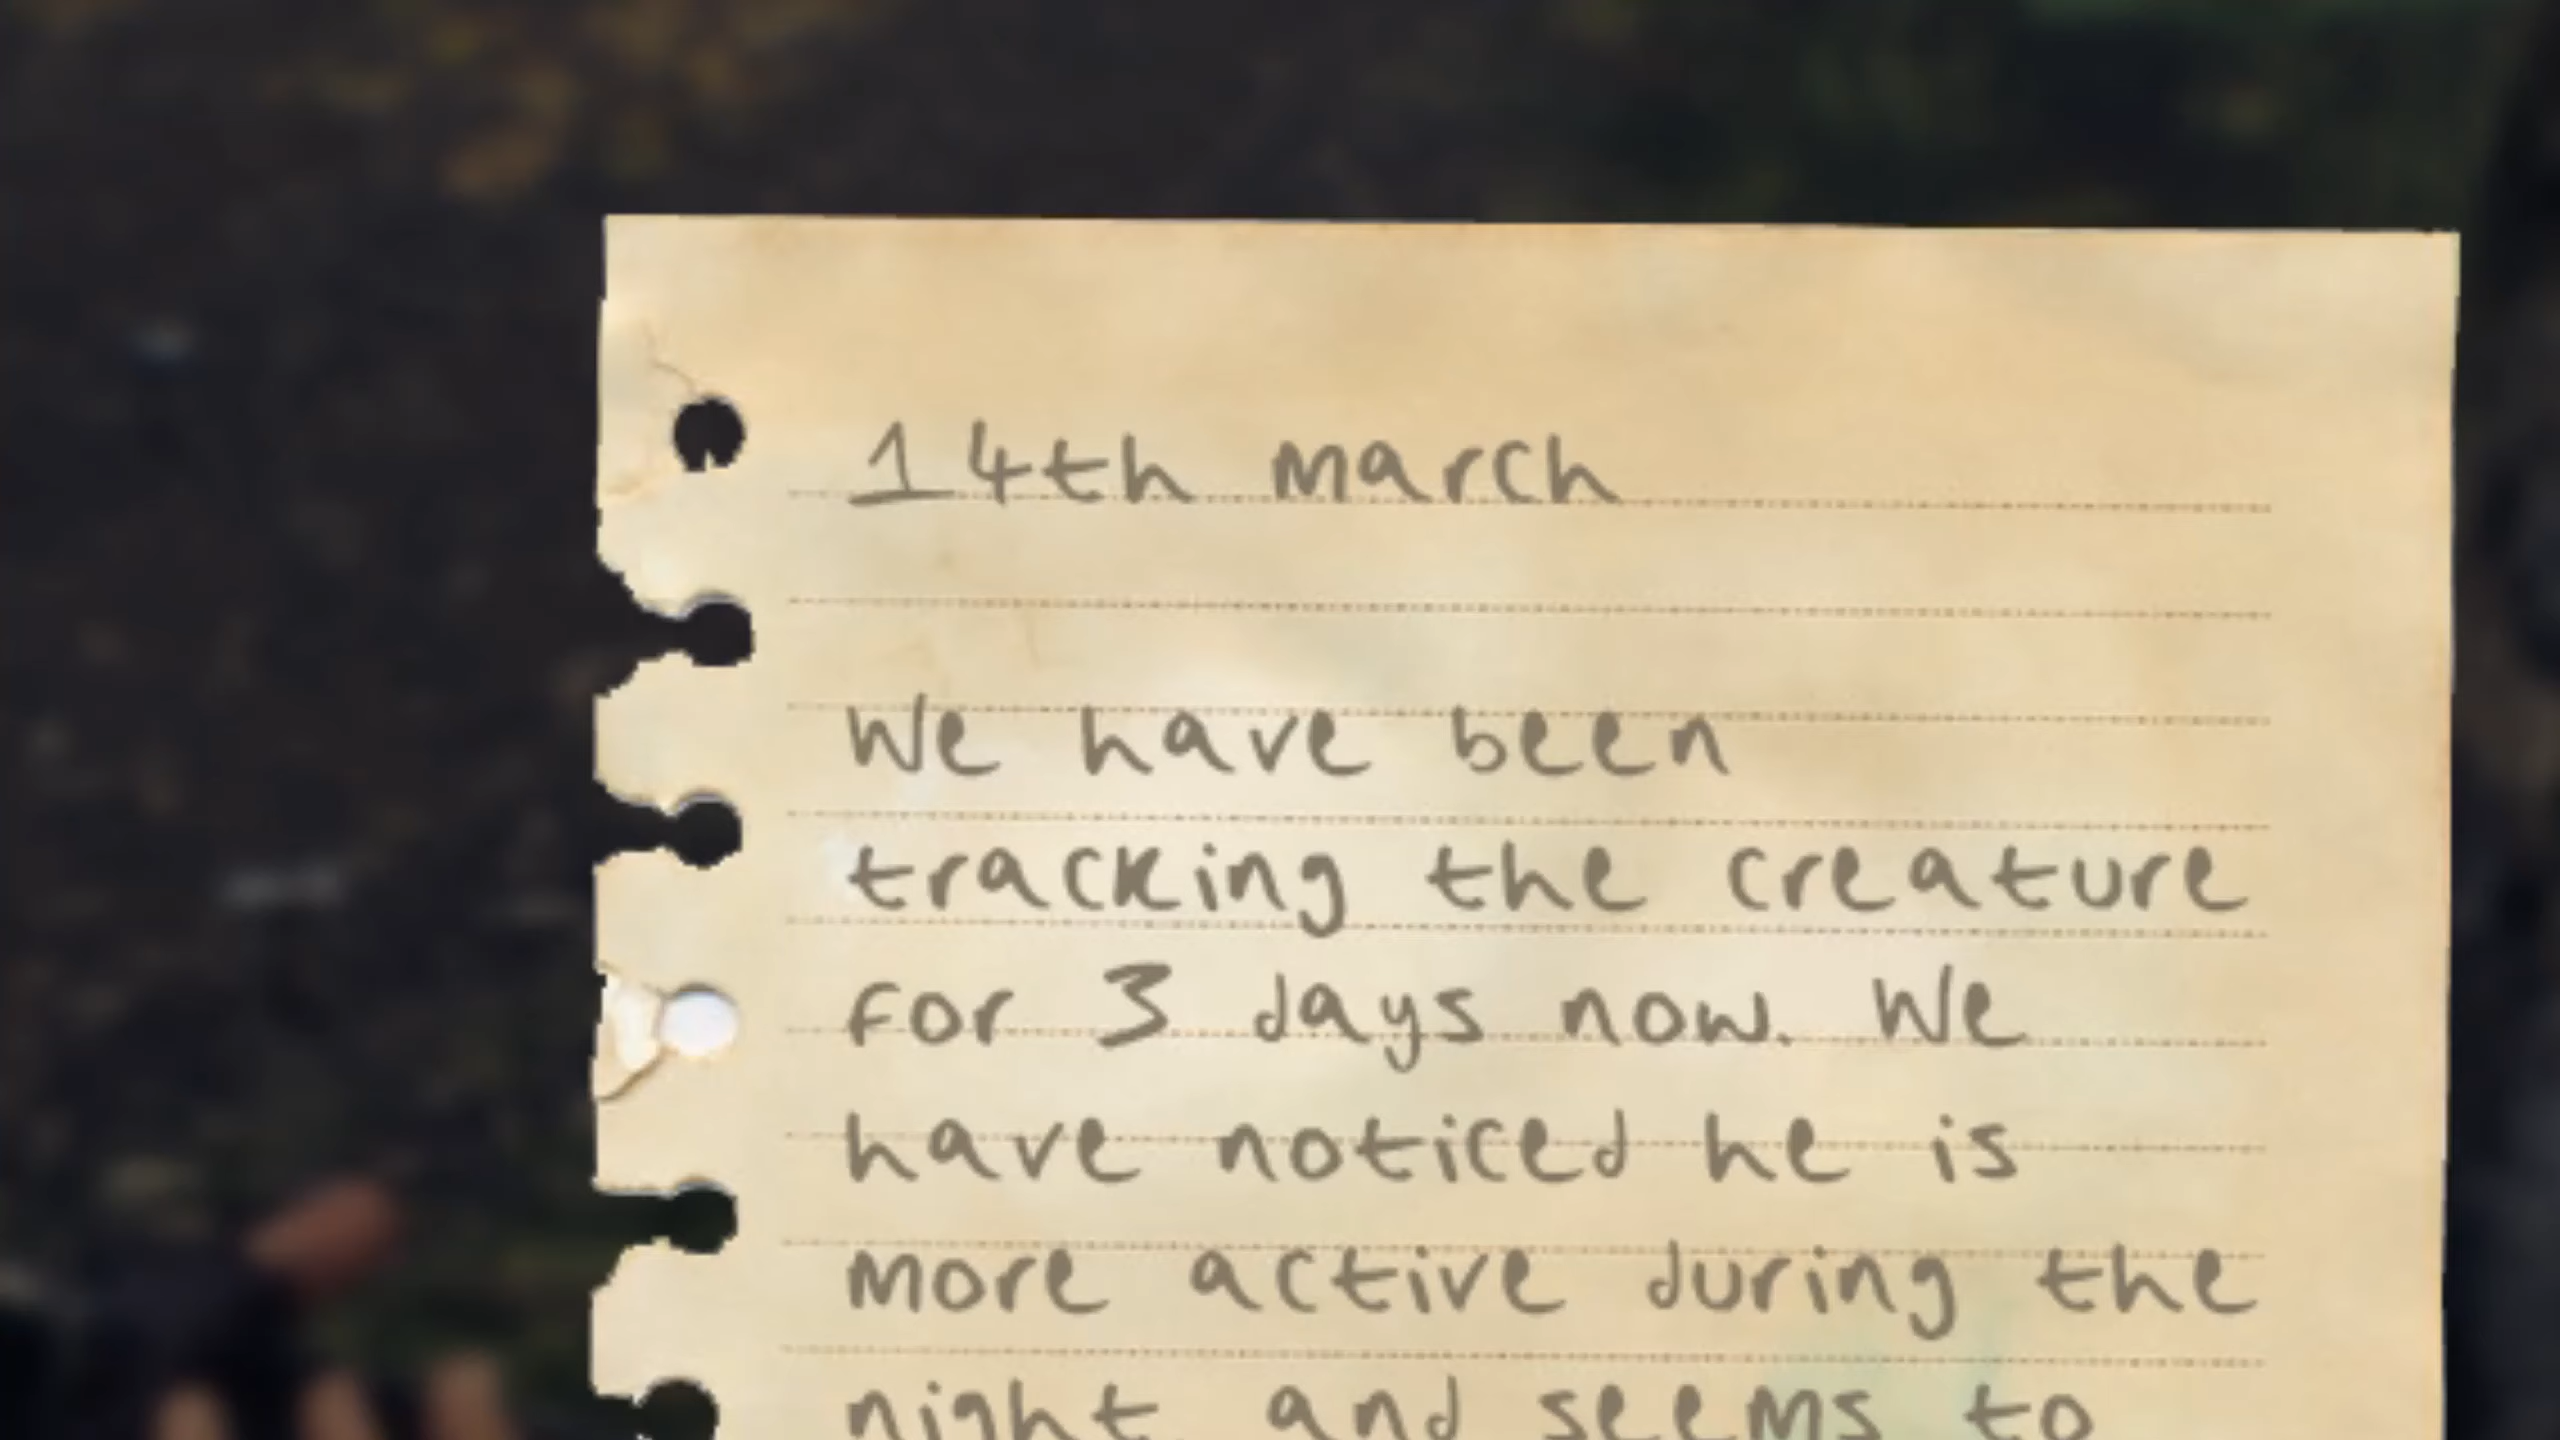 14th march
We have been
tracking the creature
for 3 days now. We
have noticed he is
more active during the
night and seems to